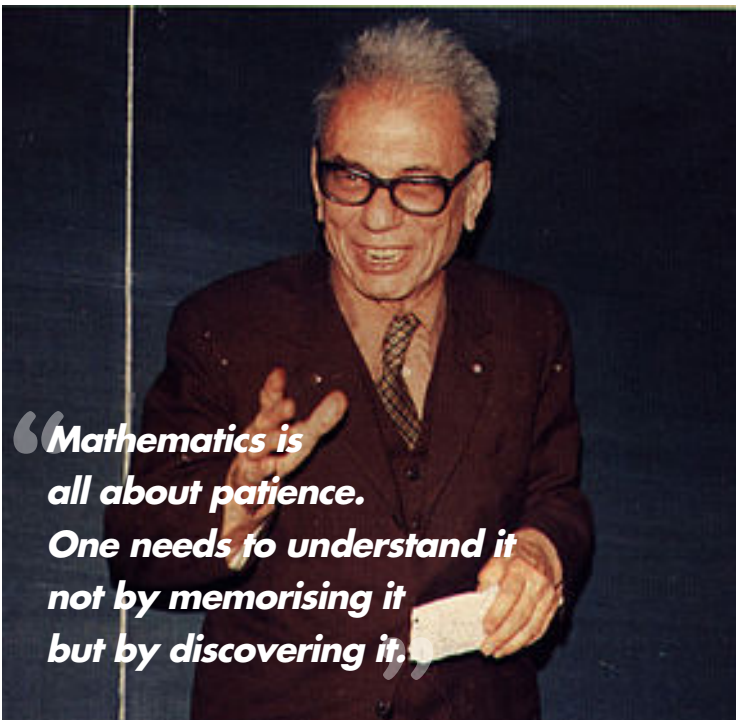 “Mathematics is
all about patience.
One needs to understand it
not by memorising it
but by discovering it.”